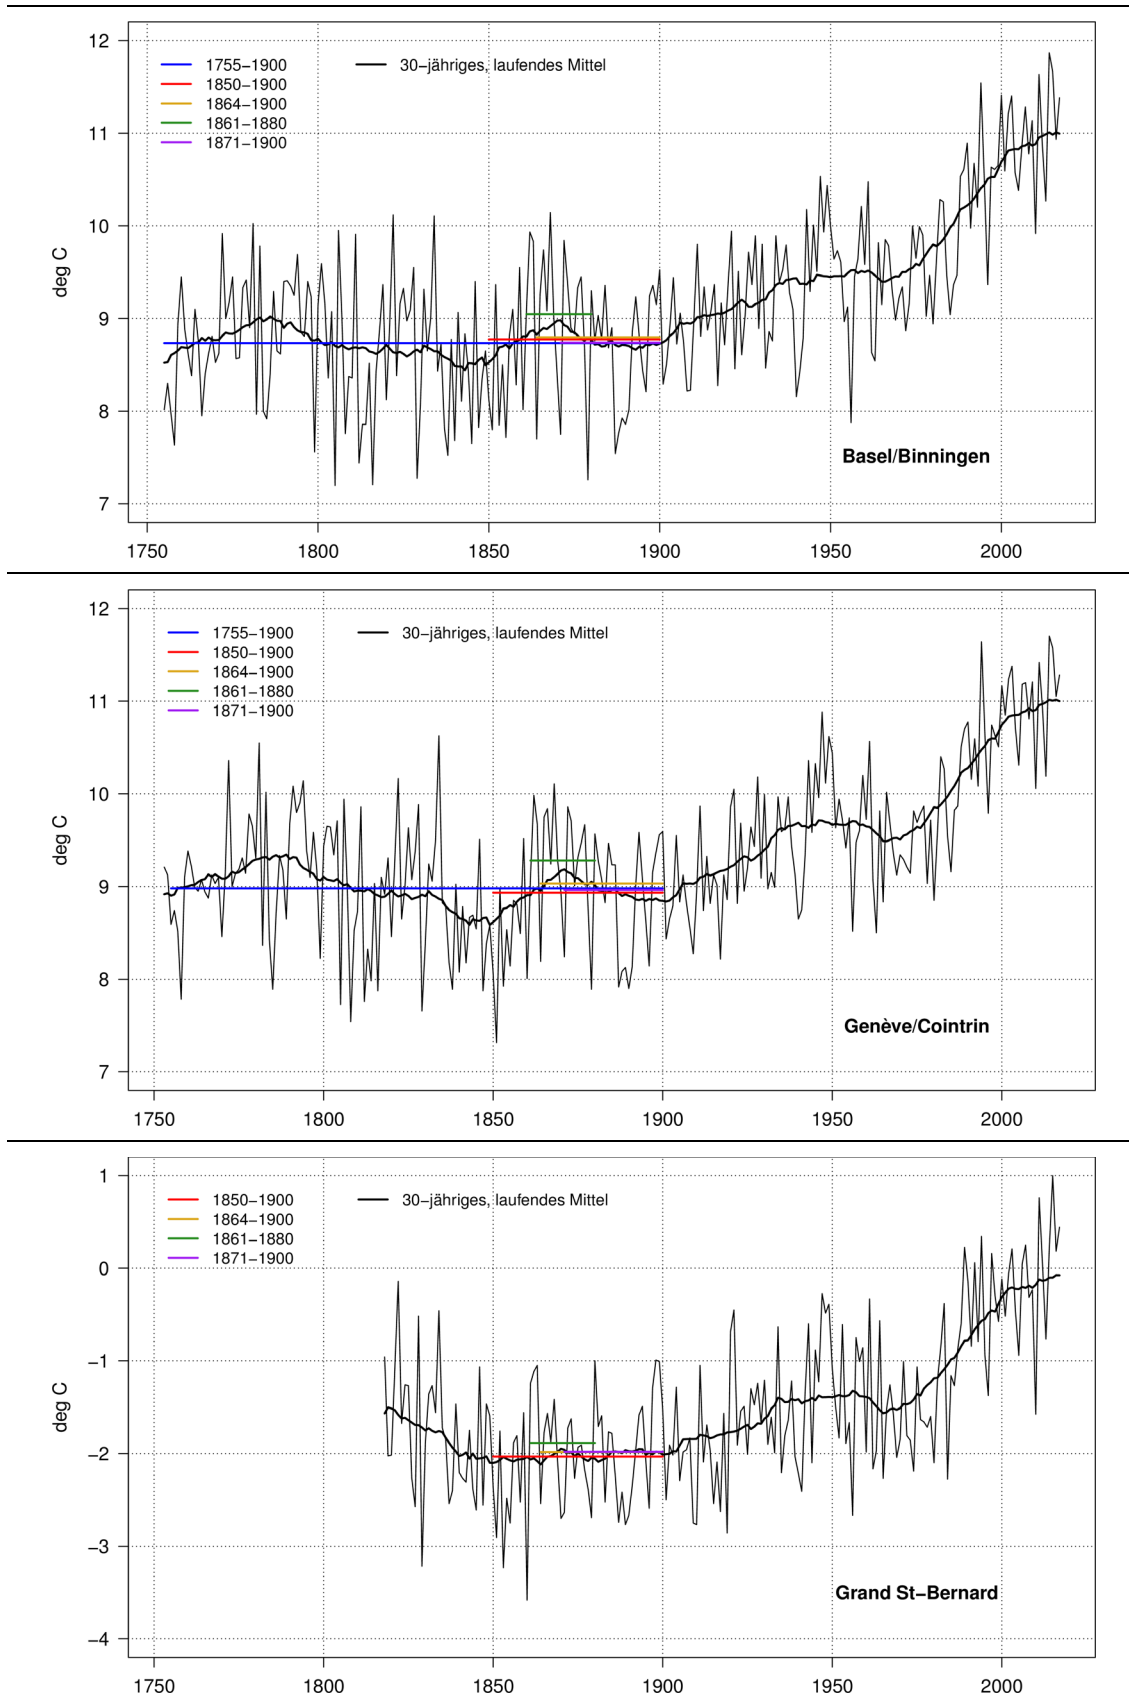 12
11
10
9
8
7
deg C
1755–1900
1850–1900
1864–1900
1861–1880
1871–1900
30–jähriges, laufendes Mittel
Basel/Binningen
1750 1800 1850 1900 1950 2000
12
11
10
9
8
7
deg C
1755–1900
1850–1900
1864–1900
1861–1880
1871–1900
30–jähriges, laufendes Mittel
Genève/Cointrin
1750 1800 1850 1900 1950 2000
1
0
−1
−2
−3
−4
deg C
1850–1900
1864–1900
1861–1880
1871–1900
30–jähriges, laufendes Mittel
Grand St–Bernard
1750 1800 1850 1900 1950 2000